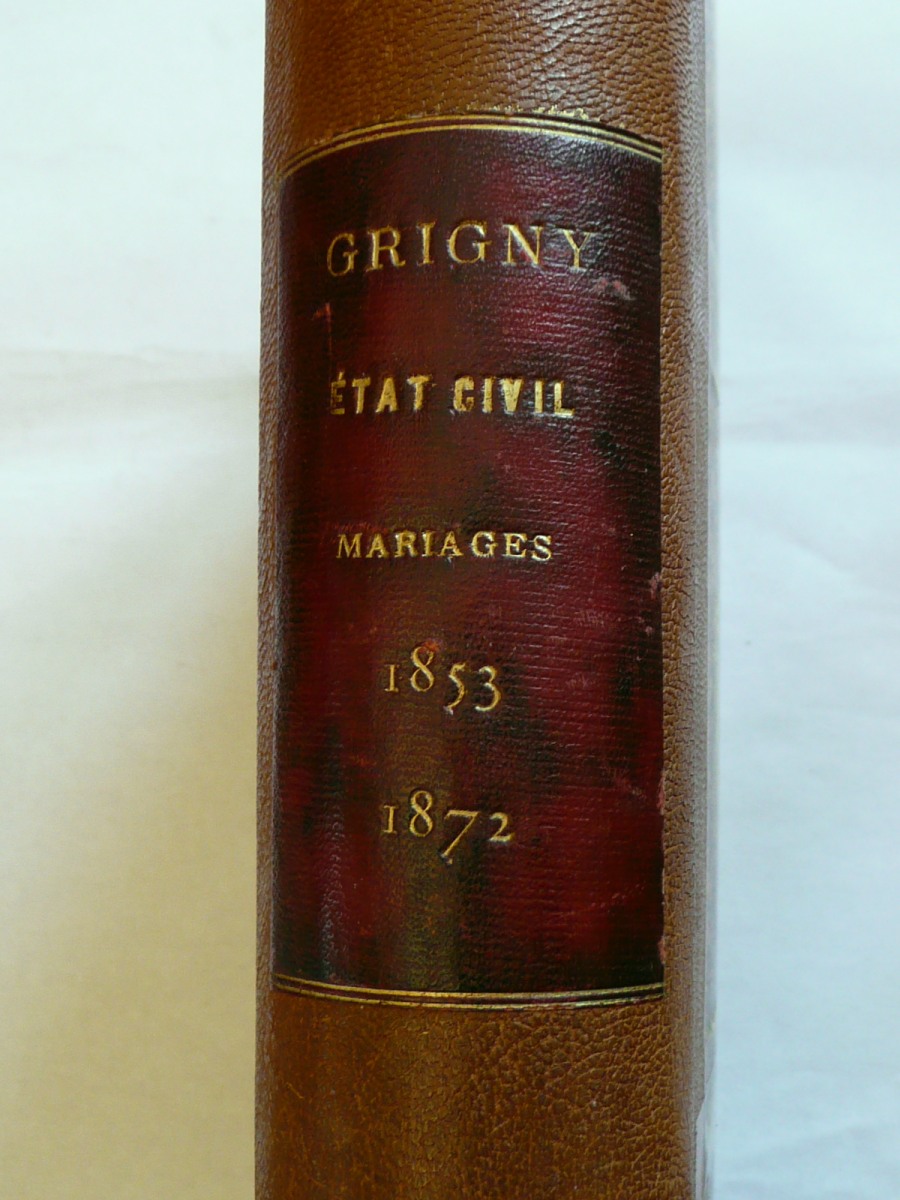 GRIGNY
ÉTAT CIVIL
MARIAGES
1853
1872